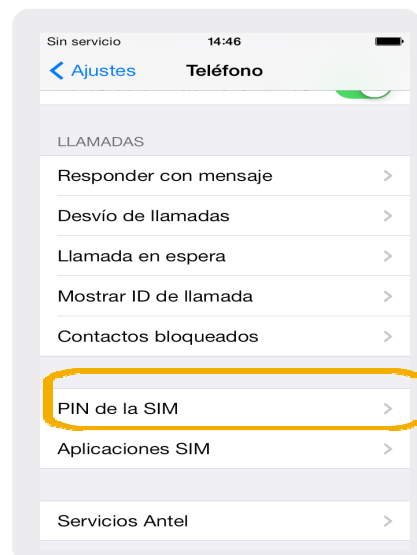 Sin servicio 14:46
Ajustes Teléfono
LLAMADAS
Responder con mensaje
Desvío de llamadas
Llamada en espera
Mostrar ID de llamada
Contactos bloqueados
PIN de la SIM
Aplicaciones SIM
Servicios Antel